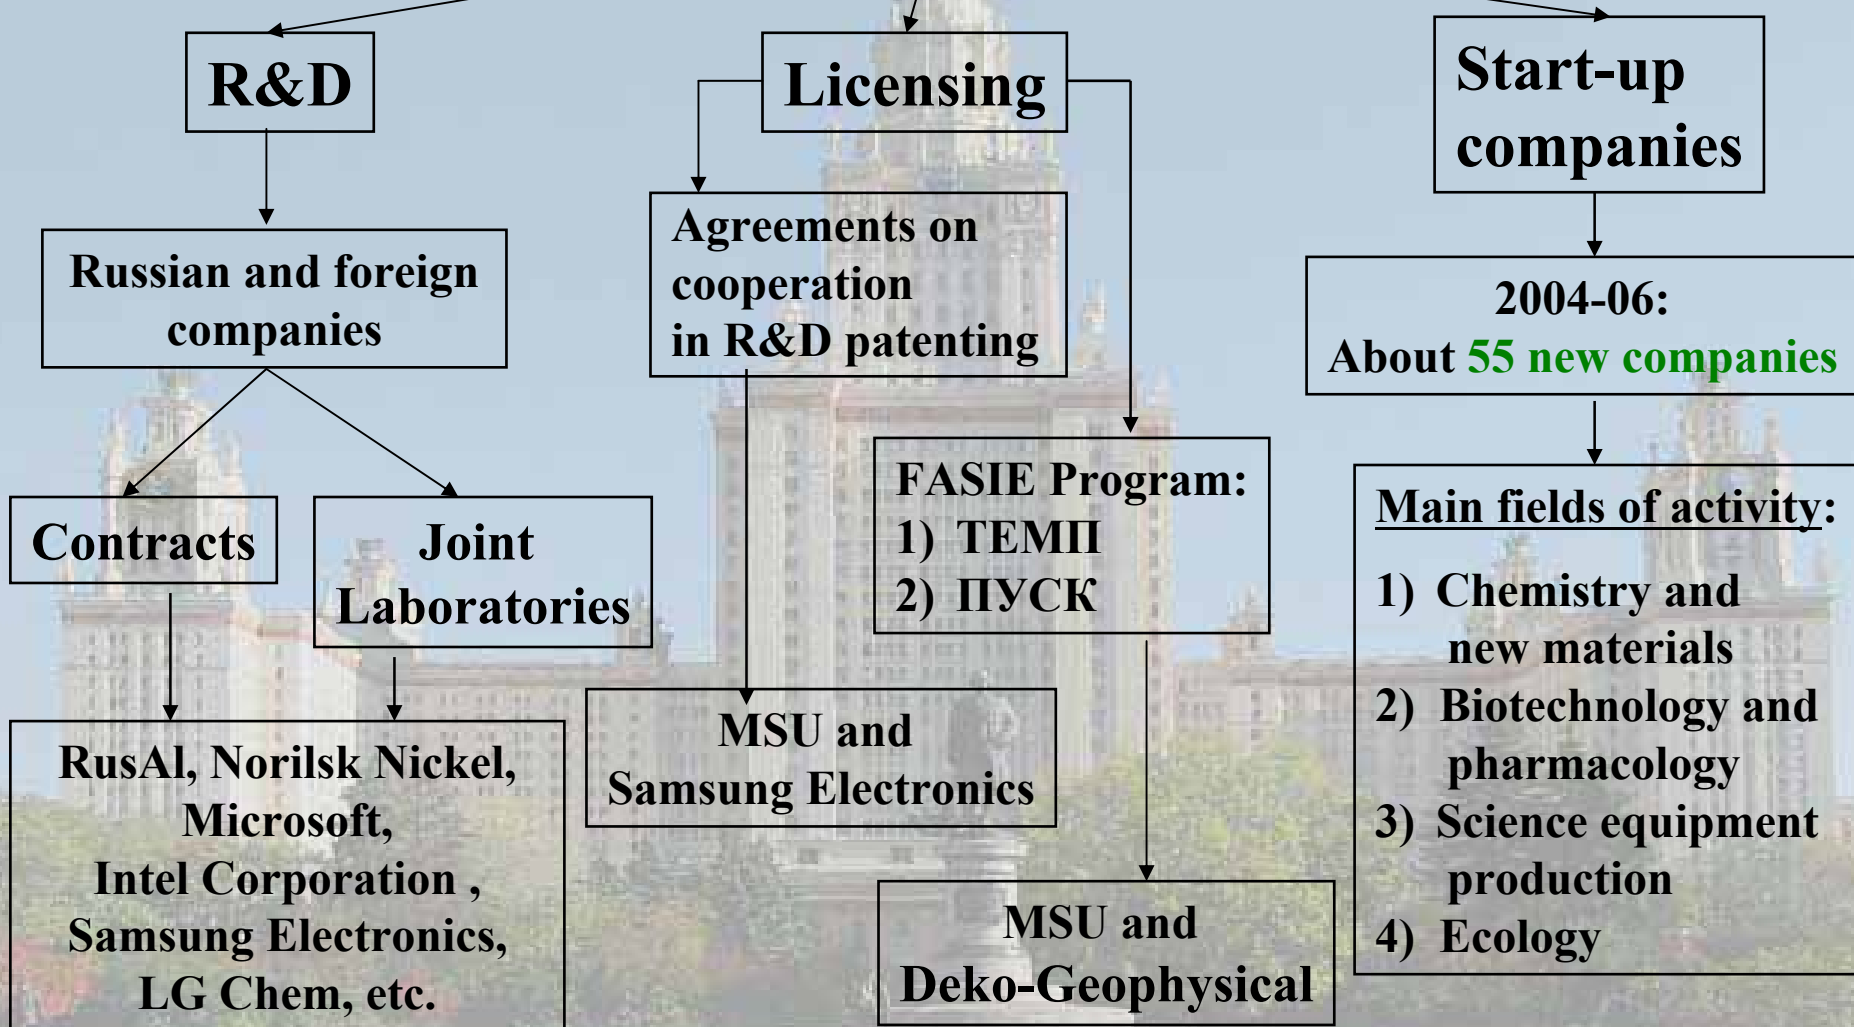 R&D
Licensing
Start-up
companies
Russian and foreign
companies
Agreements on
cooperation
in R&D patenting
2004-06:
About 55 new companies
Contracts
Joint
Laboratories
FASIE Program:
1) ТЕМП
2) ПУСК
Main fields of activity:
1) Chemistry and
new materials
2) Biotechnology and
pharmacology
3) Science equipment
production
4) Ecology
RusAl, Norilsk Nickel,
Microsoft,
Intel Corporation ,
Samsung Electronics,
LG Chem, etc.
MSU and
Samsung Electronics
MSU and
Deko-Geophysical